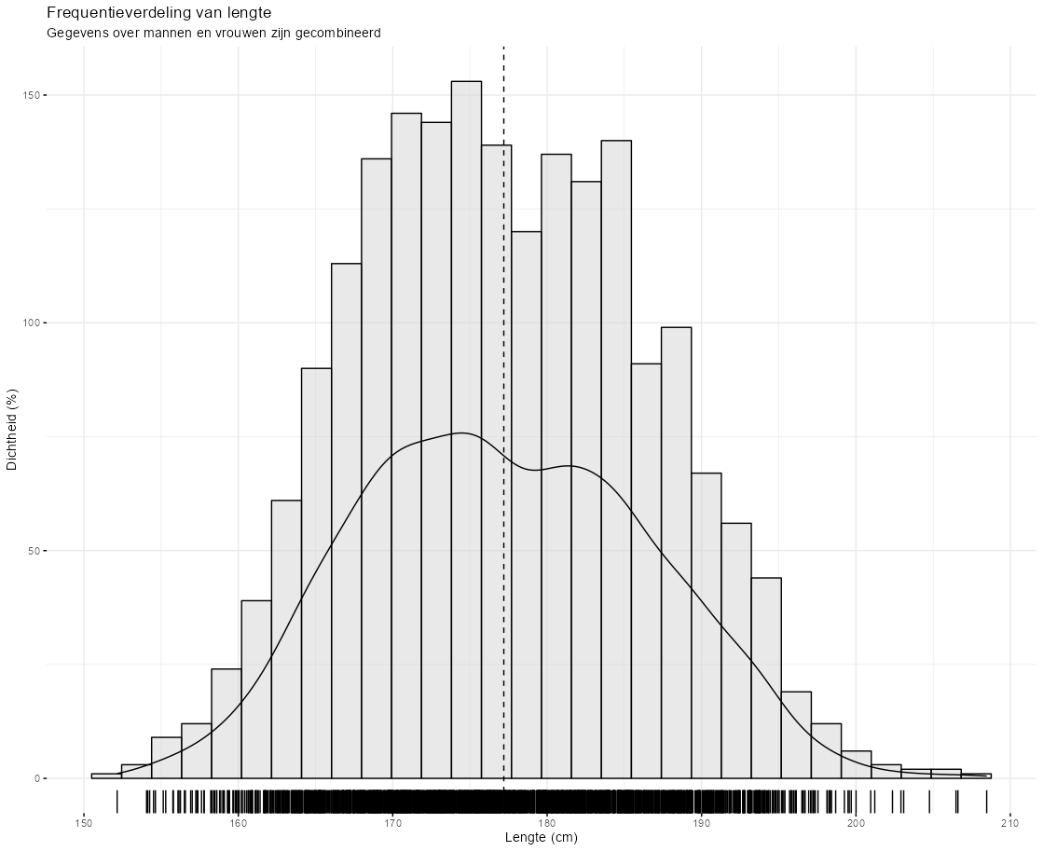 Frequentieverdeling van lengte
Gegevens over mannen en vrouwen zijn gecombineerd
150
100
50
0
Dichtheid (%)
150 160 170 180 190 200 210
Lengte (cm)